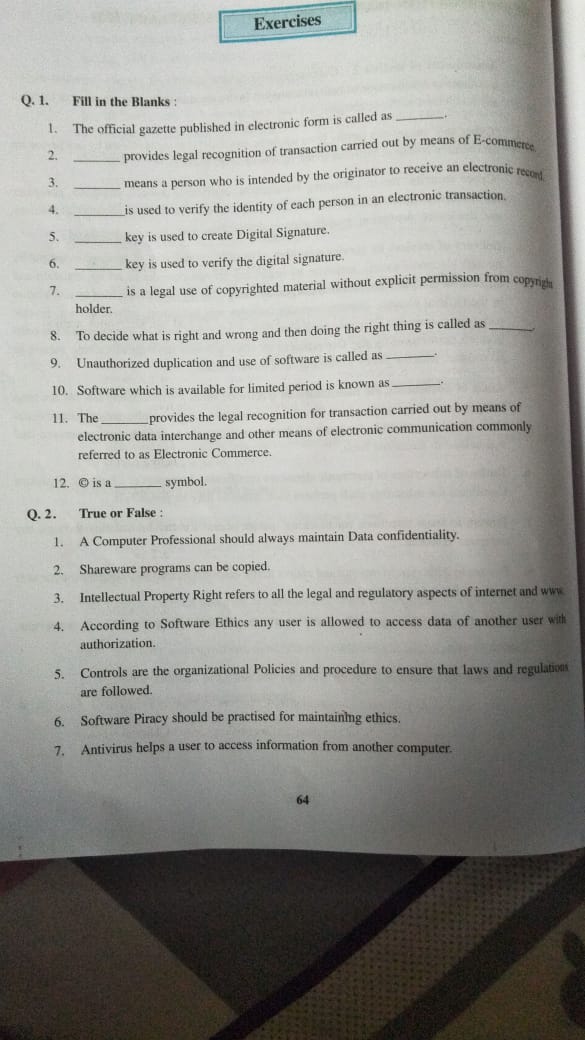 Exercises
Q. 1. Fill in the Blanks :
1. The official gazette published in electronic form is called as ______.
2. ______ provides legal recognition of transaction carried out by means of E-commerce.
3. ______ means a person who is intended by the originator to receive an electronic record.
4. ______ is used to verify the identity of each person in an electronic transaction.
5. ______ key is used to create Digital Signature.
6. ______ key is used to verify the digital signature.
7. ______ is a legal use of copyrighted material without explicit permission from copyright
holder.
8. To decide what is right and wrong and then doing the right thing is called as ______.
9. Unauthorized duplication and use of software is called as ______.
10. Software which is available for limited period is known as ______.
11. The ______ provides the legal recognition for transaction carried out by means of
electronic data interchange and other means of electronic communication commonly
referred to as Electronic Commerce.
12. © is a ______ symbol.
Q. 2. True or False :
1. A Computer Professional should always maintain Data confidentiality.
2. Shareware programs can be copied.
3. Intellectual Property Right refers to all the legal and regulatory aspects of internet and www.
4. According to Software Ethics any user is allowed to access data of another user with
authorization.
5. Controls are the organizational Policies and procedure to ensure that laws and regulations
are followed.
6. Software Piracy should be practised for maintaining ethics.
7. Antivirus helps a user to access information from another computer.
64